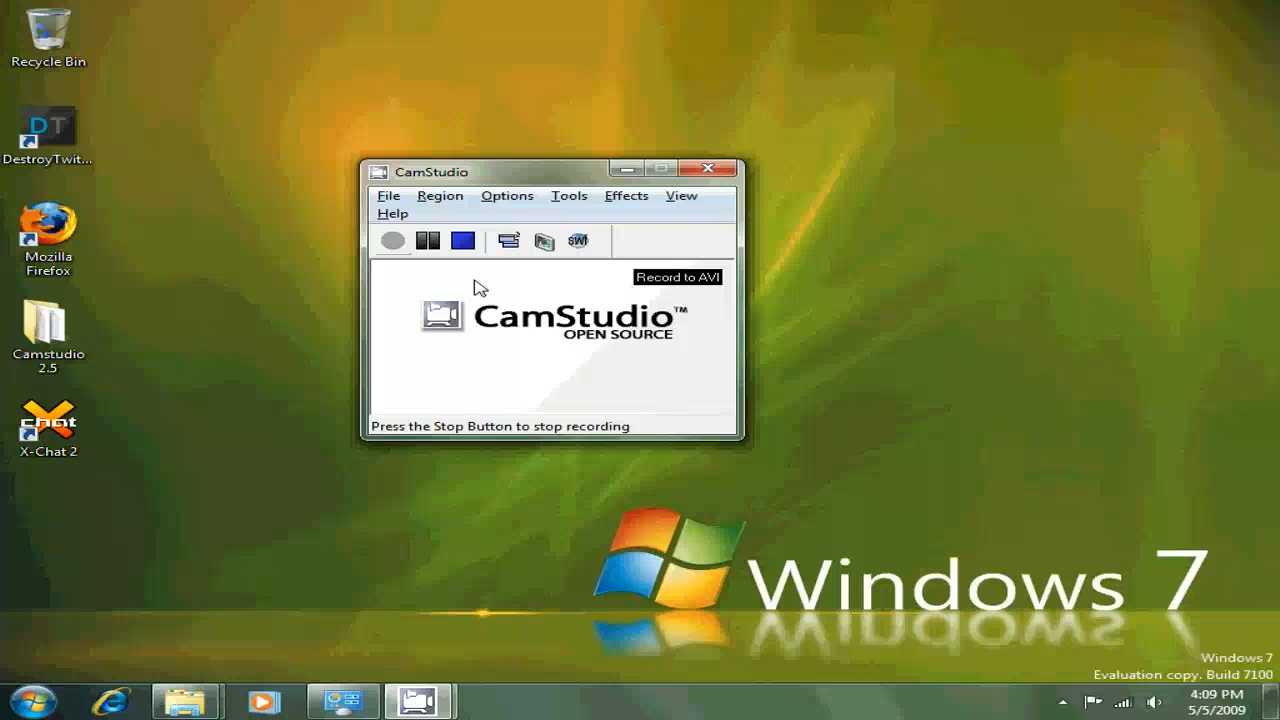 Recycle Bin
DT
DestroyTwit...
Mozilla
Firefox
Camstudio
2.5
chat
X-Chat 2
CamStudio
File Region Options Tools Effects View
Help
SWF
Record to AVI
CamStudio™
OPEN SOURCE
Press the Stop Button to stop recording
Windows 7
Windows 7
Evaluation copy. Build 7100
4:09 PM
5/5/2009